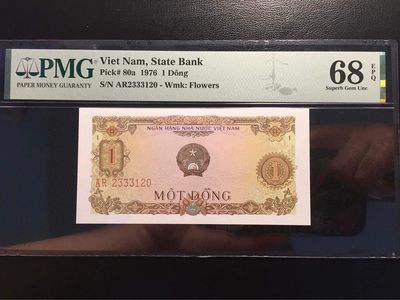 PMG
PAPER MONEY GUARANTY
Viet Nam, State Bank
Pick# 80a 1976 1 Dông
S/N AR2333120 - Wmk: Flowers
68 EPQ
Superb Gem Unc
NGÂN HÀNG NHÀ NƯỚC VIỆT NAM
1
1
AR 2333120
MỘT ĐỒNG